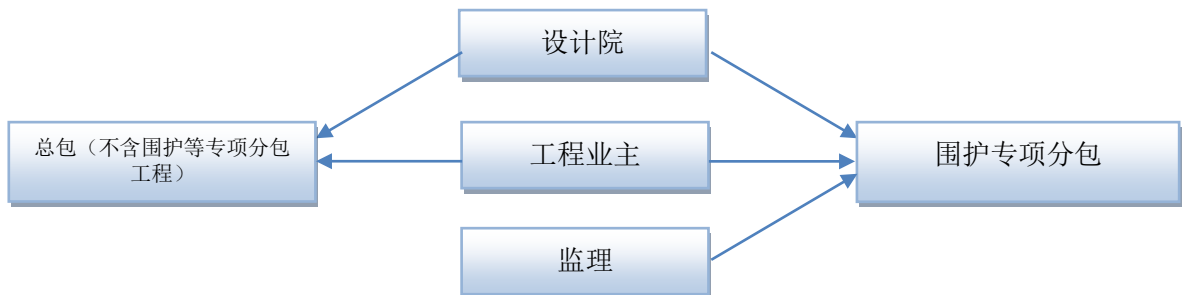 设计院
总包（不含围护等专项分包
工程）
工程业主
围护专项分包
监理